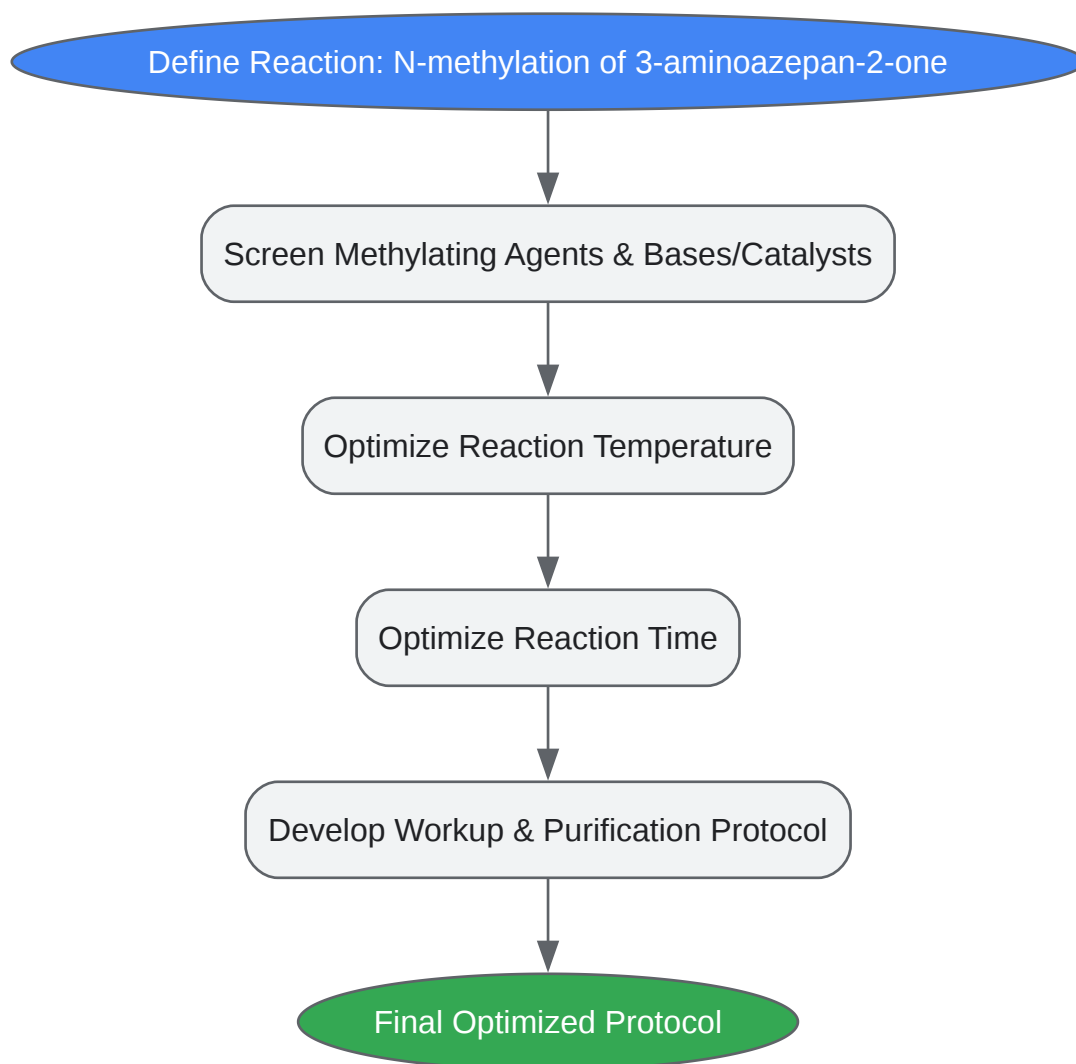 Define Reaction: N-methylation of 3-aminoazepan-2-one
Screen Methylating Agents & Bases/Catalysts
Optimize Reaction Temperature
Optimize Reaction Time
Develop Workup & Purification Protocol
Final Optimized Protocol